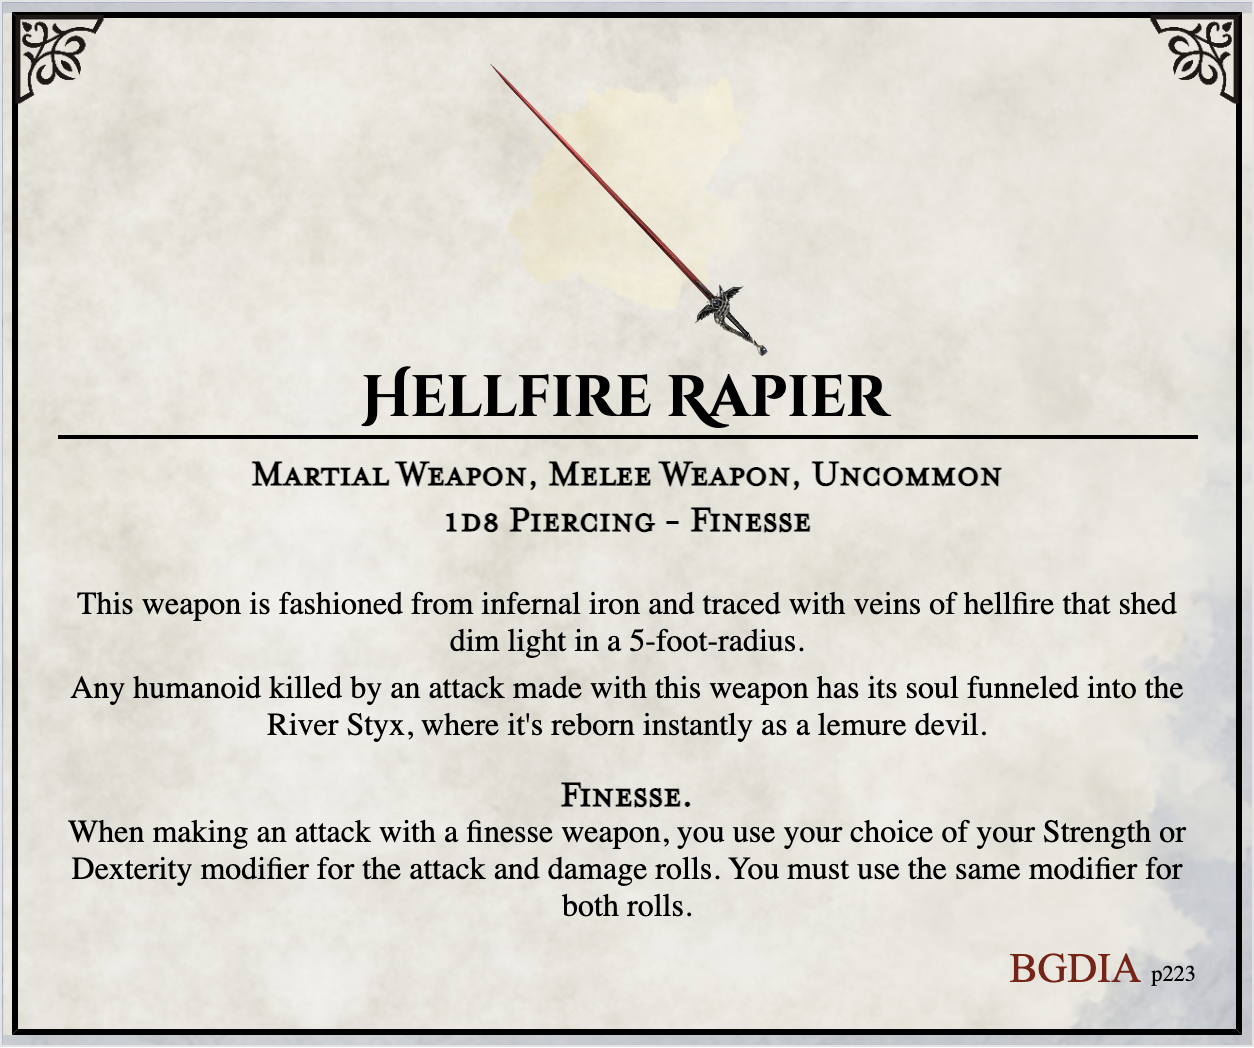 Hellfire Rapier
Martial Weapon, Melee Weapon, Uncommon
1d8 Piercing - Finesse
This weapon is fashioned from infernal iron and traced with veins of hellfire that shed
dim light in a 5-foot-radius.
Any humanoid killed by an attack made with this weapon has its soul funneled into the
River Styx, where it's reborn instantly as a lemure devil.
Finesse.
When making an attack with a finesse weapon, you use your choice of your Strength or
Dexterity modifier for the attack and damage rolls. You must use the same modifier for
both rolls.
BGDIA p223